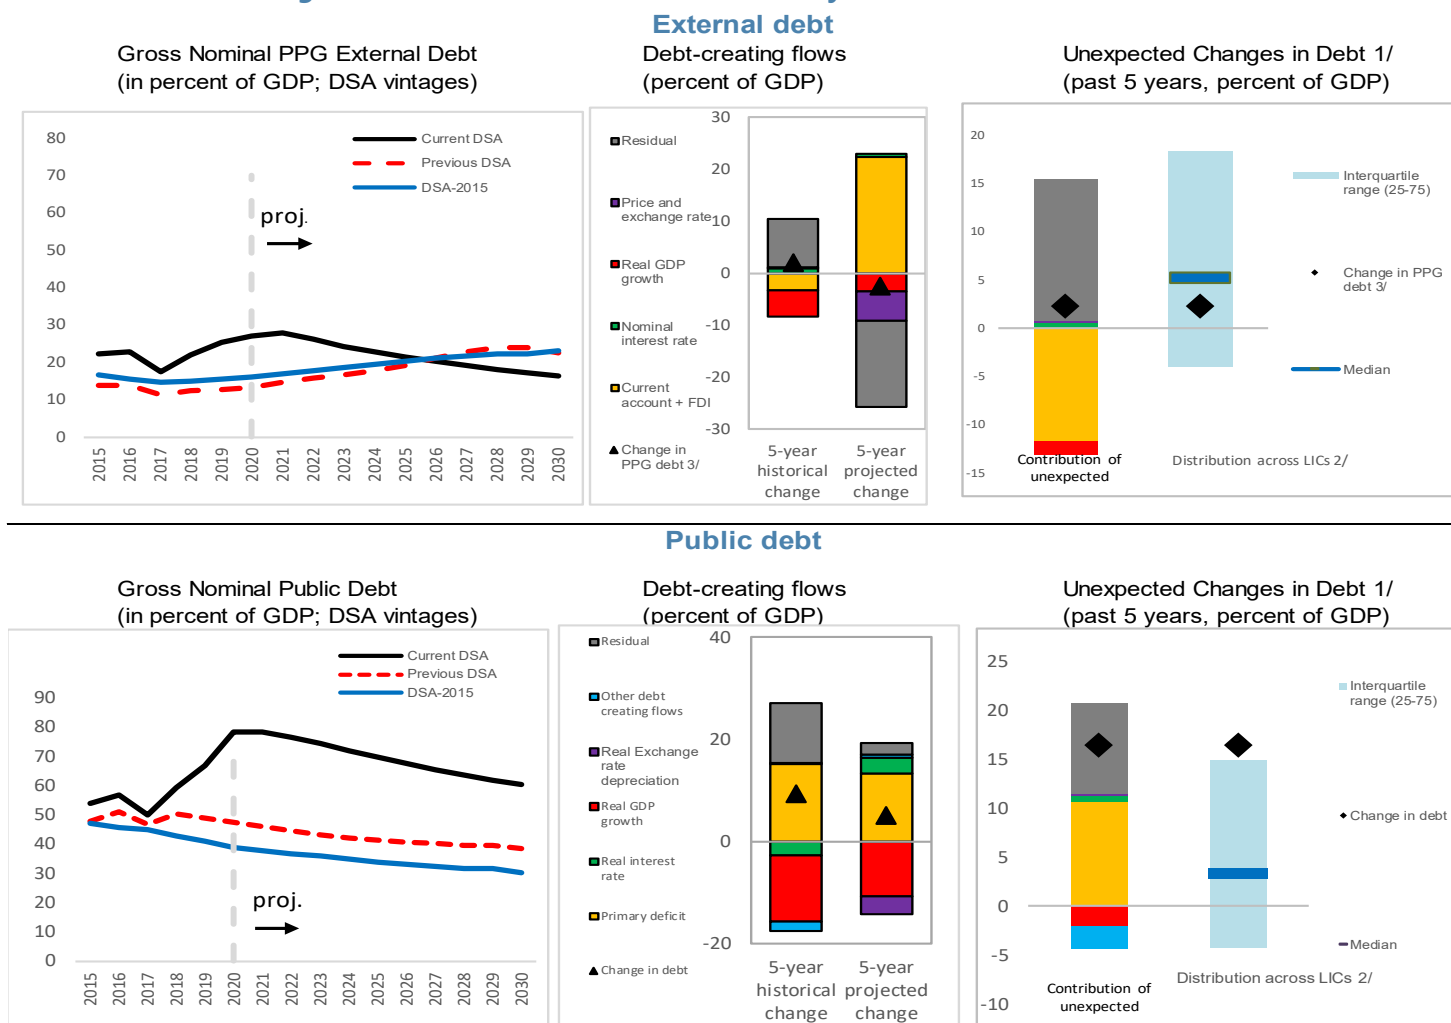 External debt
Gross Nominal PPG External Debt
(in percent of GDP; DSA vintages)
80
70
60
50
40
30
20
10
0
Current DSA
Previous DSA
DSA-2015
proj.
2015
2016
2017
2018
2019
2020
2021
2022
2023
2024
2025
2026
2027
2028
2029
2030
Debt-creating flows
(percent of GDP)
Residual
Price and
exchange rate
Real GDP
growth
Nominal
interest rate
Current
account + FDI
Change in
PPG debt 3/
30
20
10
0
-10
-20
-30
5-year
historical
change
5-year
projected
change
Unexpected Changes in Debt 1/
(past 5 years, percent of GDP)
20
15
10
5
0
-5
-10
-15
Interquartile
range (25-75)
Change in PPG
debt 3/
Median
Contribution of
unexpected
Distribution across LICs 2/
Public debt
Gross Nominal Public Debt
(in percent of GDP; DSA vintages)
Current DSA
Previous DSA
DSA-2015
90
80
70
60
50
40
30
20
10
0
proj.
2015
2016
2017
2018
2019
2020
2021
2022
2023
2024
2025
2026
2027
2028
2029
2030
Debt-creating flows
(percent of GDP)
Residual
Other debt
creating flows
Real Exchange
rate
depreciation
Real GDP
growth
Real interest
rate
Primary deficit
Change in debt
40
20
0
-20
5-year
historical
change
5-year
projected
change
Unexpected Changes in Debt 1/
(past 5 years, percent of GDP)
25
20
15
10
5
0
-5
-10
Interquartile
range (25-75)
Change in debt
Median
Contribution of
unexpected
Distribution across LICs 2/